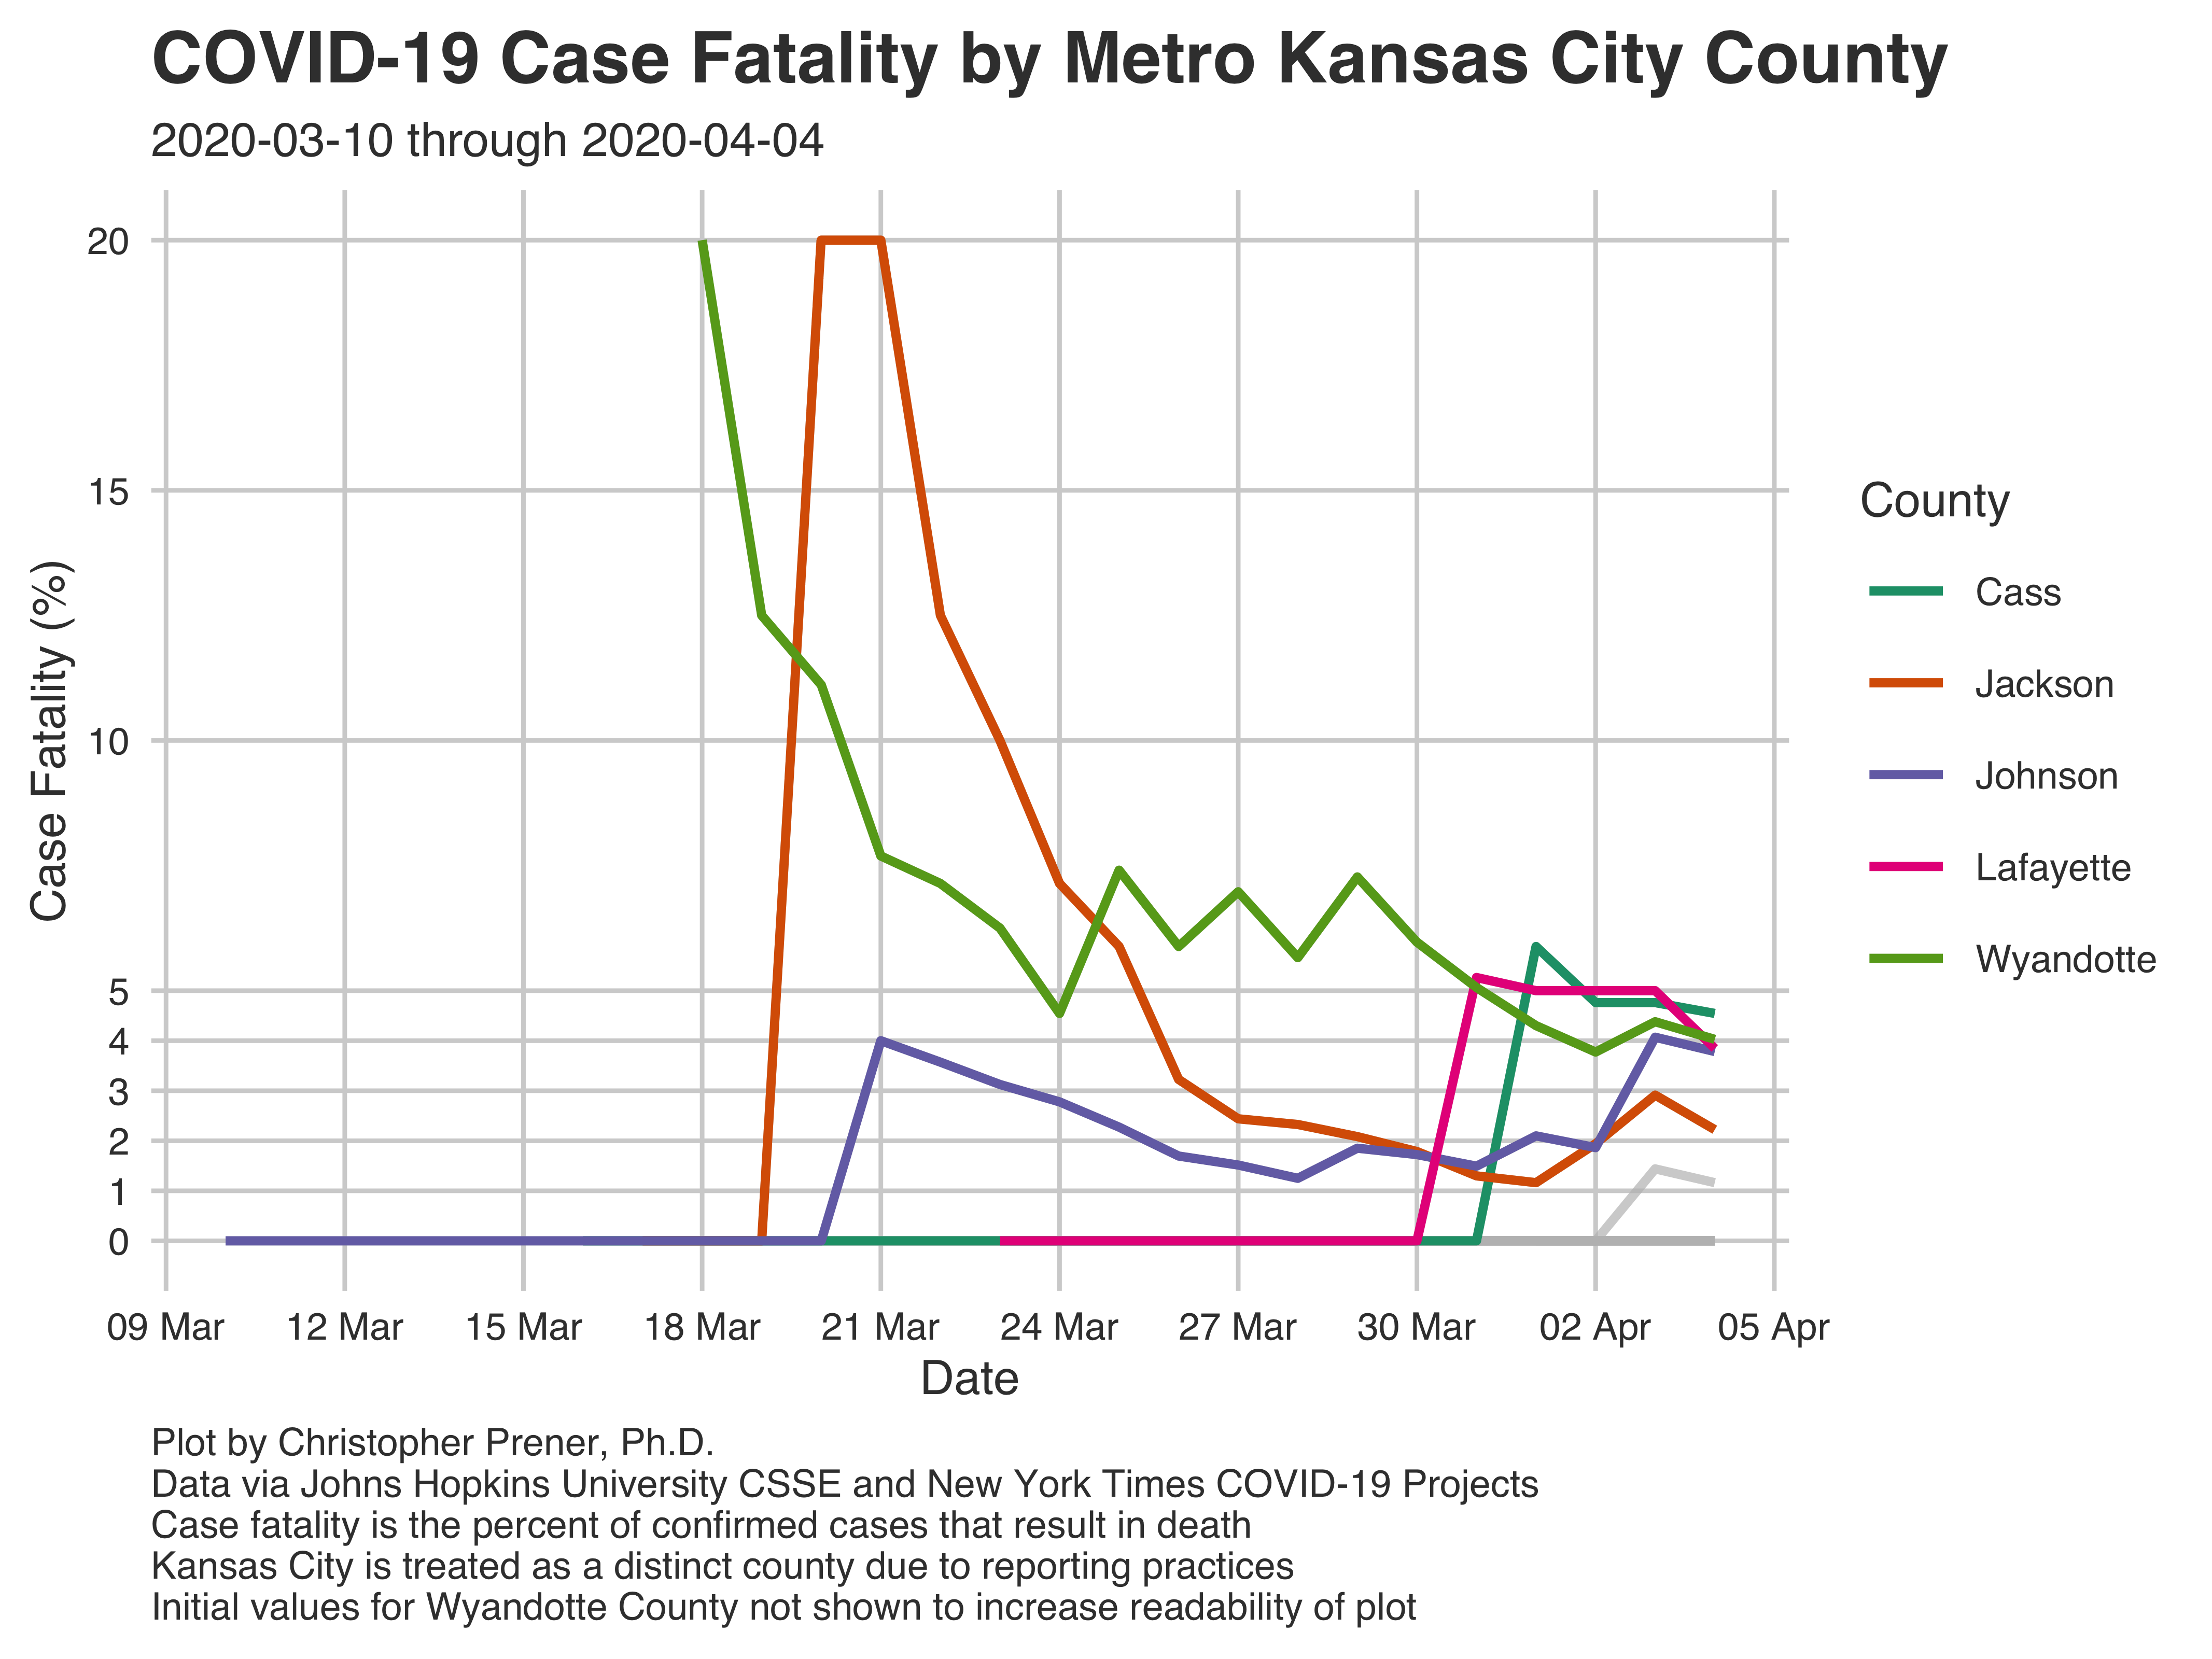 COVID-19 Case Fatality by Metro Kansas City County
2020-03-10 through 2020-04-04
Case Fatality (%)
20
15
10
5
4
3
2
1
0
09 Mar
12 Mar
15 Mar
18 Mar
21 Mar
24 Mar
27 Mar
30 Mar
02 Apr
05 Apr
Date
County
Cass
Jackson
Johnson
Lafayette
Wyandotte
Plot by Christopher Prener, Ph.D.
Data via Johns Hopkins University CSSE and New York Times COVID-19 Projects
Case fatality is the percent of confirmed cases that result in death
Kansas City is treated as a distinct county due to reporting practices
Initial values for Wyandotte County not shown to increase readability of plot